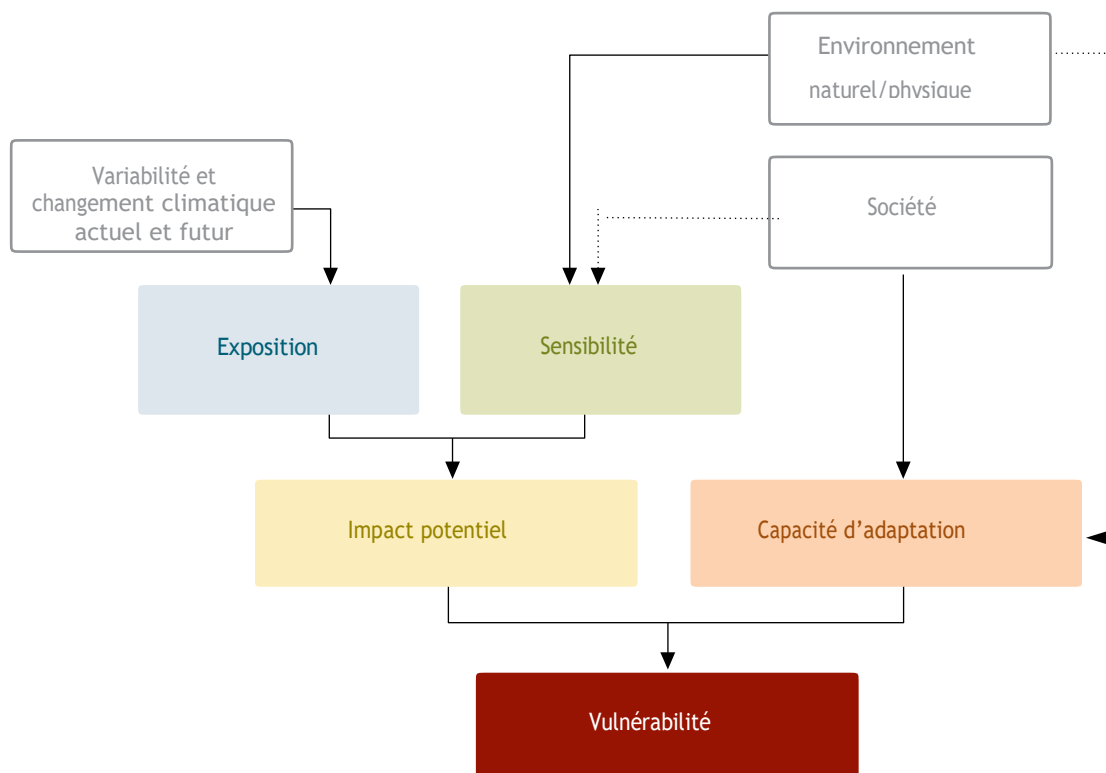 Environnement
naturel/physique
Variabilité et
changement climatique
actuel et futur
Société
Exposition
Sensibilité
Impact potentiel
Capacité d’adaptation
Vulnérabilité